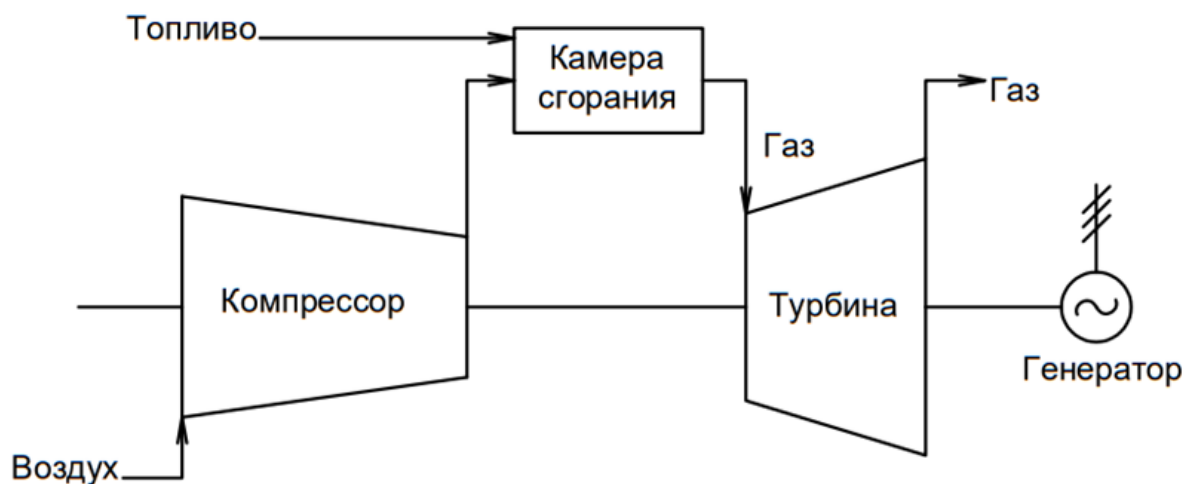 Топливо
Камера
сгорания
Газ
Газ
Компрессор
Турбина
Генератор
Воздух